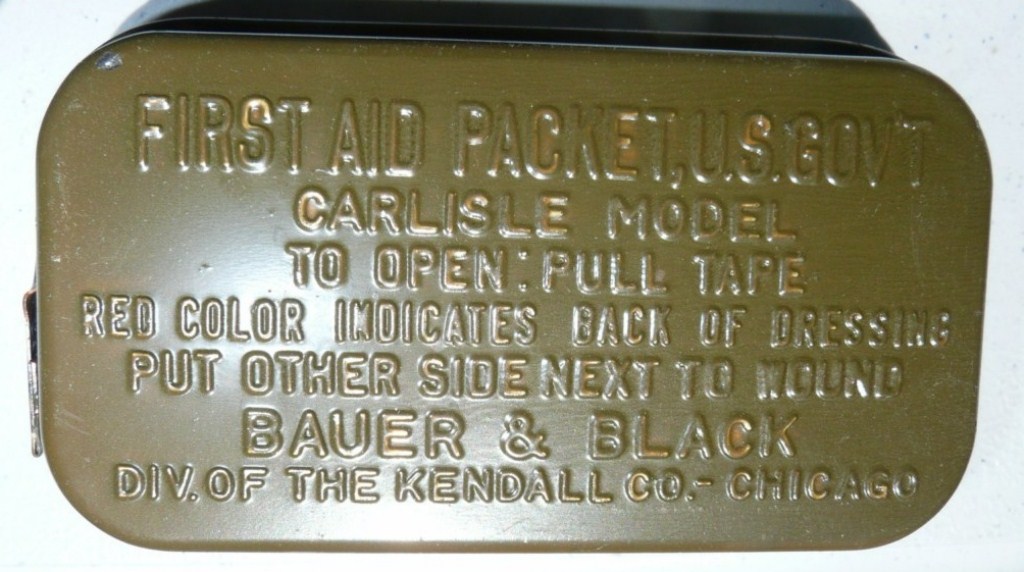 FIRST AID PACKET, U.S. GOV'T
CARLISLE MODEL
TO OPEN: PULL TAPE
RED COLOR INDICATES BACK OF DRESSING
PUT OTHER SIDE NEXT TO WOUND
BAUER & BLACK
DIV. OF THE KENDALL CO.- CHICAGO